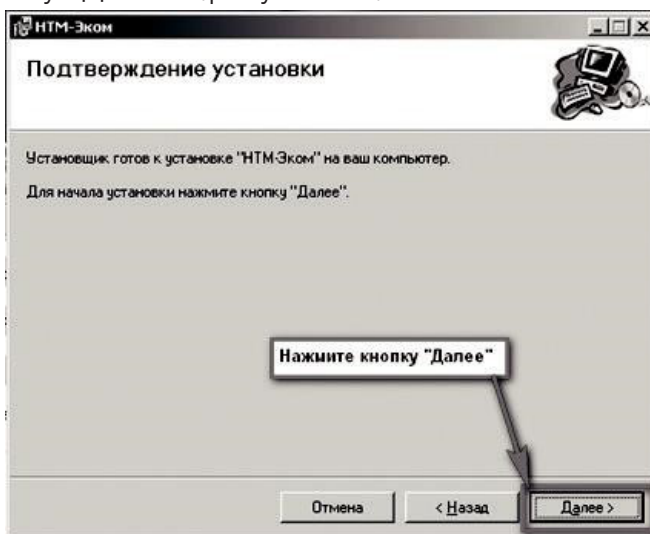 НТМ-Эком
Подтверждение установки
Установщик готов к установке "НТМ-Эком" на ваш компьютер.
Для начала установки нажмите кнопку "Далее".
Нажмите кнопку "Далее"
Отмена
< Назад
Далее >